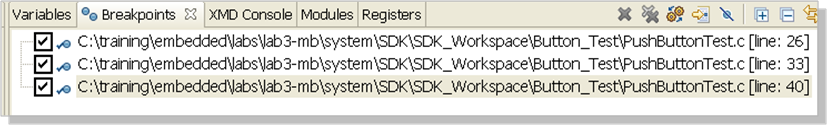 Variables Breakpoints XMD Console Modules Registers
C:\training\embedded\labs\lab3-mb\system\SDK\SDK_Workspace\Button_Test\PushButtonTest.c [line: 26]
C:\training\embedded\labs\lab3-mb\system\SDK\SDK_Workspace\Button_Test\PushButtonTest.c [line: 33]
C:\training\embedded\labs\lab3-mb\system\SDK\SDK_Workspace\Button_Test\PushButtonTest.c [line: 40]